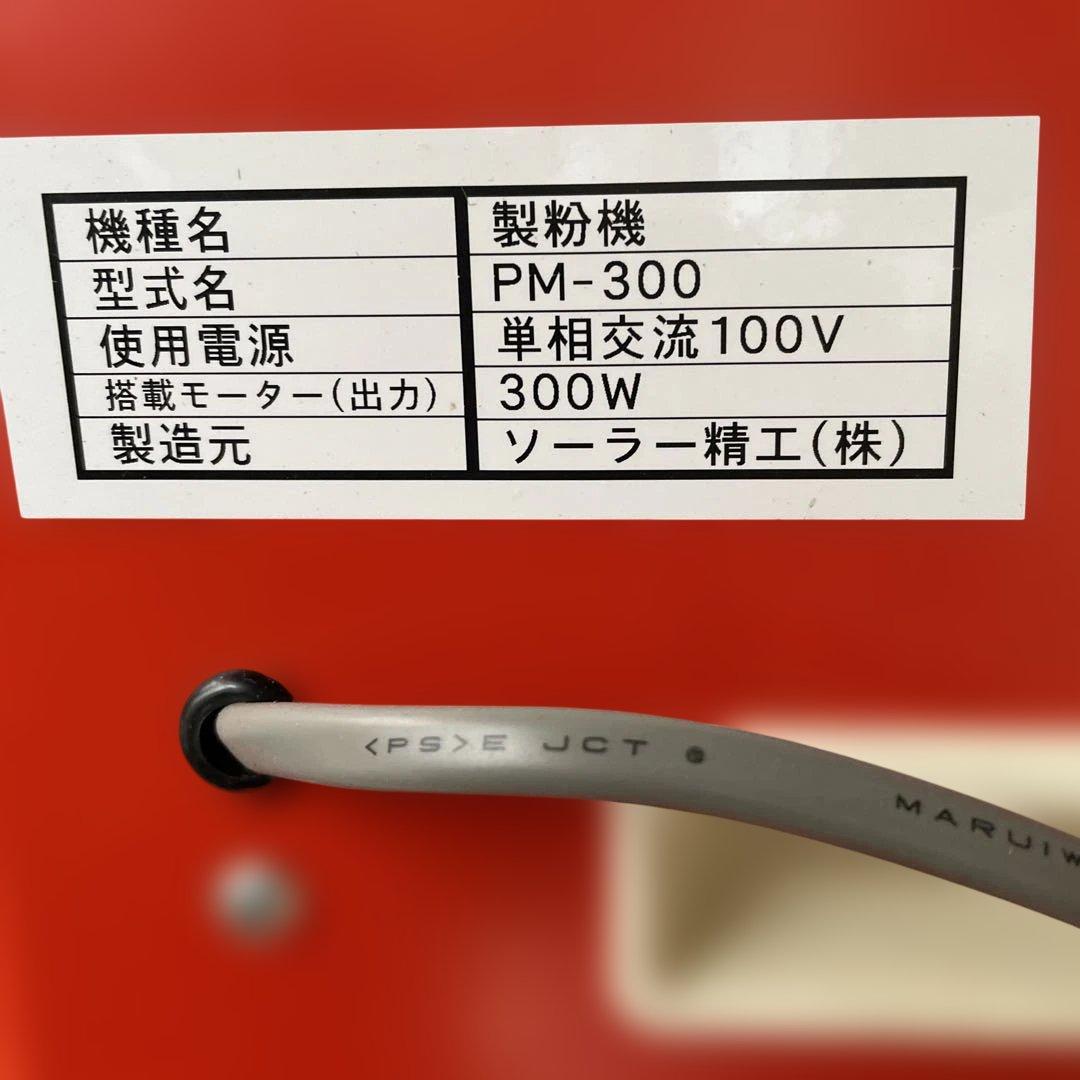 機種名 製粉機
型式名 PM-300
使用電源 単相交流100V
搭載モーター(出力) 300W
製造元 ソーラー精工(株)
<PS>E JCT